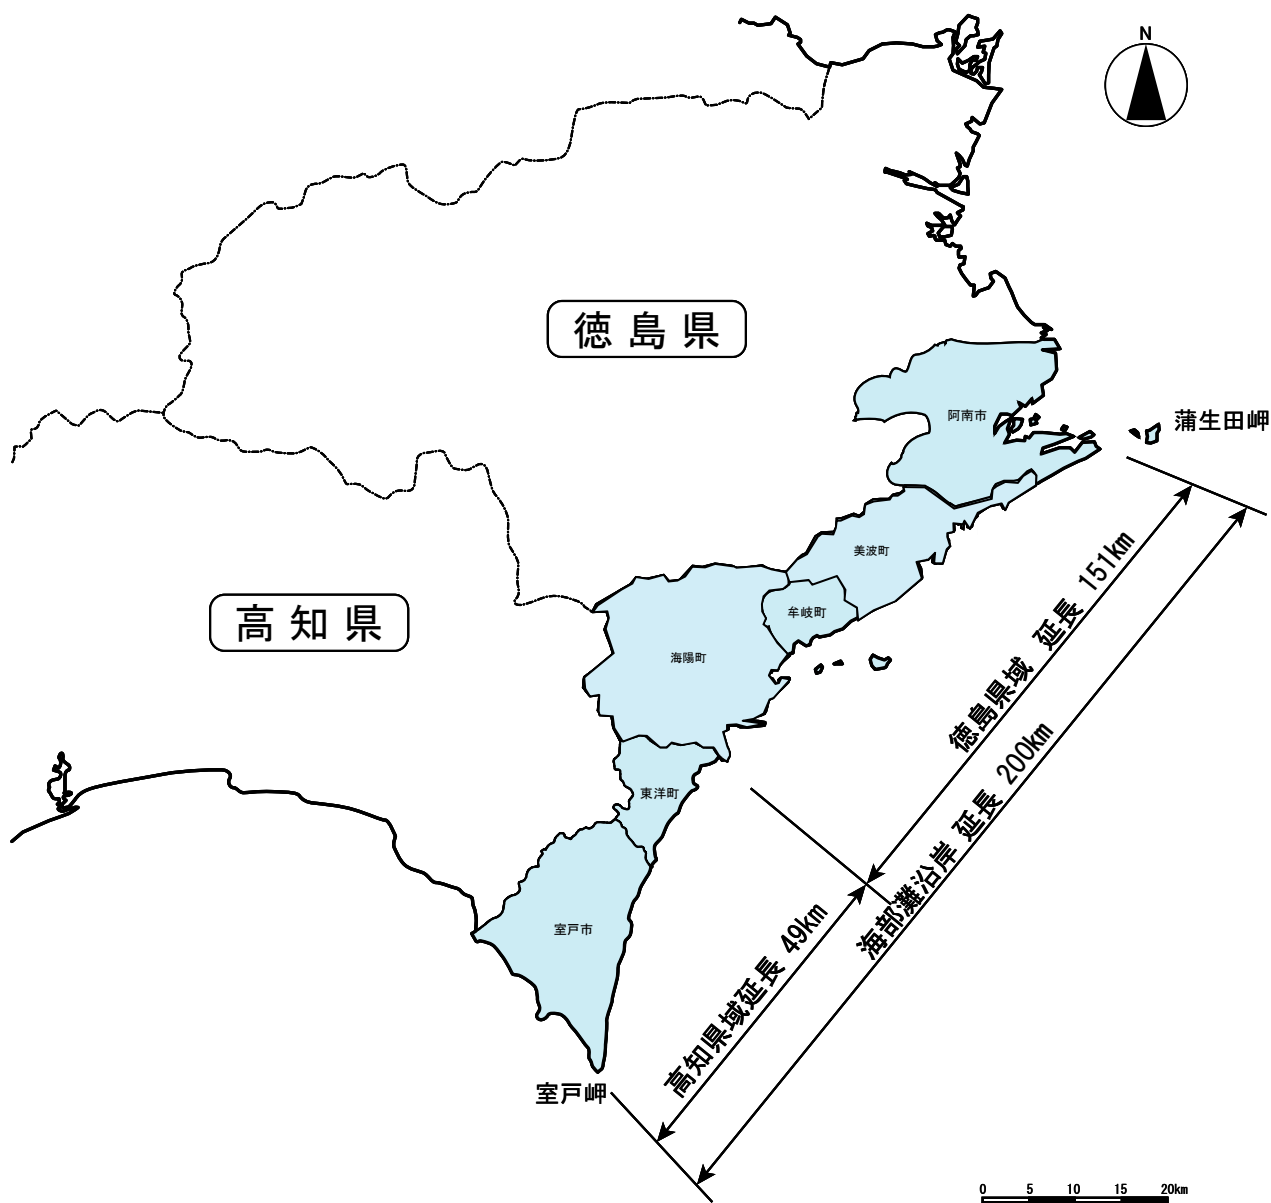 N
徳島県
阿南市
蒲生田岬
美波町
牟岐町
高知県
海陽町
徳島県域 延長 151km
海部灘沿岸 延長 200km
東洋町
高知県域延長 49km
室戸市
室戸岬
0 5 10 15 20km